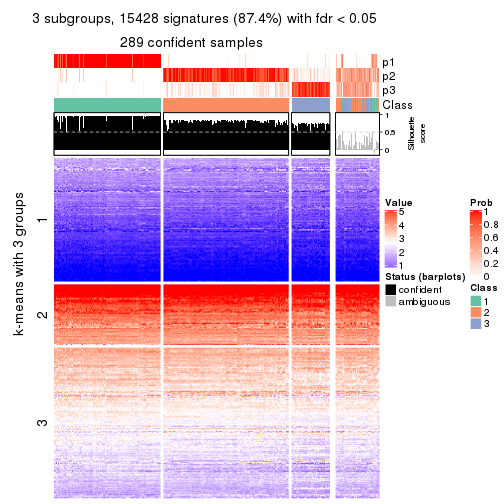 3 subgroups, 15428 signatures (87.4%) with fdr < 0.05
289 confident samples
p1
p2
p3
Class
1
0.5
0
Silhouette
score
k-means with 3 groups
1
2
3
Value
5
4
3
2
1
Status (barplots)
confident
ambiguous
Prob
1
0.8
0.6
0.4
0.2
0
Class
1
2
3